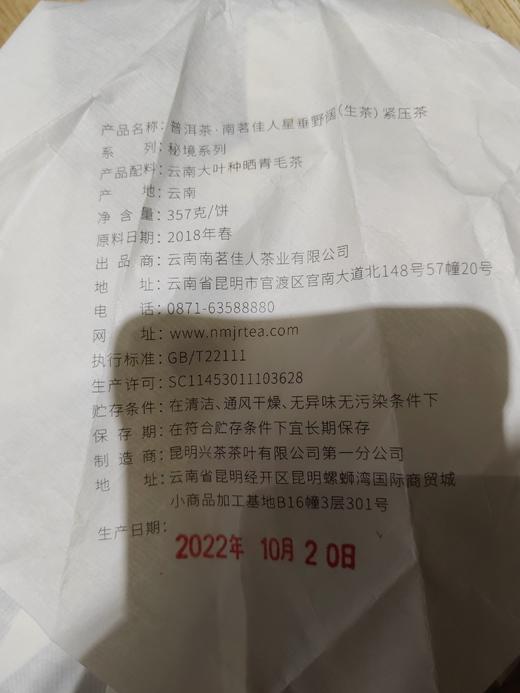 产品名称：普洱茶·南茗佳人星垂野阔(生茶)紧压茶
系　　列：秘境系列
产品配料：云南大叶种晒青毛茶
产　　地：云南
净 含 量：357克/饼
原料日期：2018年春
出 品 商：云南南茗佳人茶业有限公司
地　　址：云南省昆明市官渡区官南大道北148号57幢20号
电　　话：0871-63588880
网　　址：www.nmjrtea.com
执行标准：GB/T22111
生产许可：SC11453011103628
贮存条件：在清洁、通风干燥、无异味无污染条件下
保 存 期：在符合贮存条件下宜长期保存
制 造 商：昆明兴茶茶叶有限公司第一分公司
地　　址：云南省昆明经开区昆明螺蛳湾国际商贸城
小商品加工基地B16幢3层301号
生产日期：
2022年 10月 20日